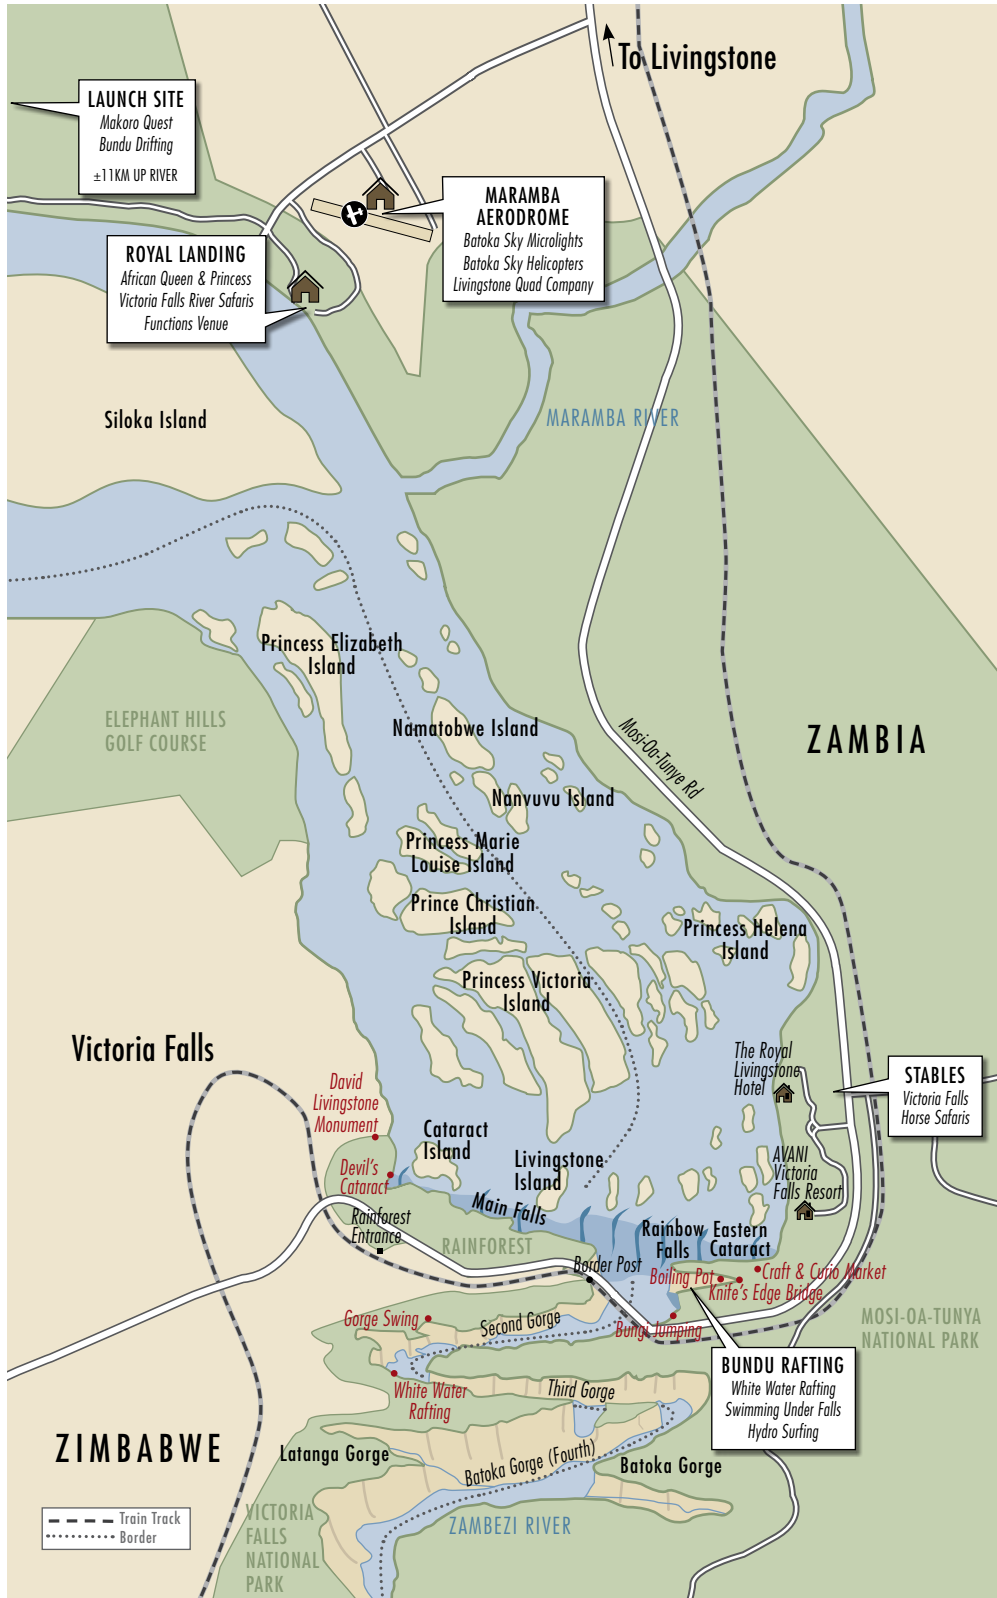 To Livingstone
LAUNCH SITE
Makoro Quest
Bundu Drifting
±11KM UP RIVER
MARAMBA
AERODROME
Batoka Sky Microlights
Batoka Sky Helicopters
Livingstone Quad Company
ROYAL LANDING
African Queen & Princess
Victoria Falls River Safaris
Functions Venue
Siloka Island
MARAMBA RIVER
Princess Elizabeth
Island
ELEPHANT HILLS
GOLF COURSE
Namatobwe Island
Mosi-Oa-Tunye Rd
ZAMBIA
Nanvuvu Island
Princess Marie
Louise Island
Prince Christian
Island
Princess Helena
Island
Princess Victoria
Island
Victoria Falls
The Royal
Livingstone
Hotel
STABLES
Victoria Falls
Horse Safaris
David
Livingstone
Monument
Cataract
Island
Livingstone
Island
AVANI
Victoria
Falls Resort
Devil's
Cataract
Main Falls
Rainforest
Entrance
RAINFOREST
Rainbow
Falls
Eastern
Cataract
Border Post
Boiling Pot
Craft & Curio Market
Knife's Edge Bridge
Gorge Swing
Second Gorge
Bungi Jumping
MOSI-OA-TUNYA
NATIONAL PARK
BUNDU RAFTING
White Water Rafting
Swimming Under Falls
Hydro Surfing
White Water
Rafting
Third Gorge
ZIMBABWE
Latanga Gorge
Batoka Gorge (Fourth)
Batoka Gorge
VICTORIA
FALLS
NATIONAL
PARK
ZAMBEZI RIVER
Train Track
Border